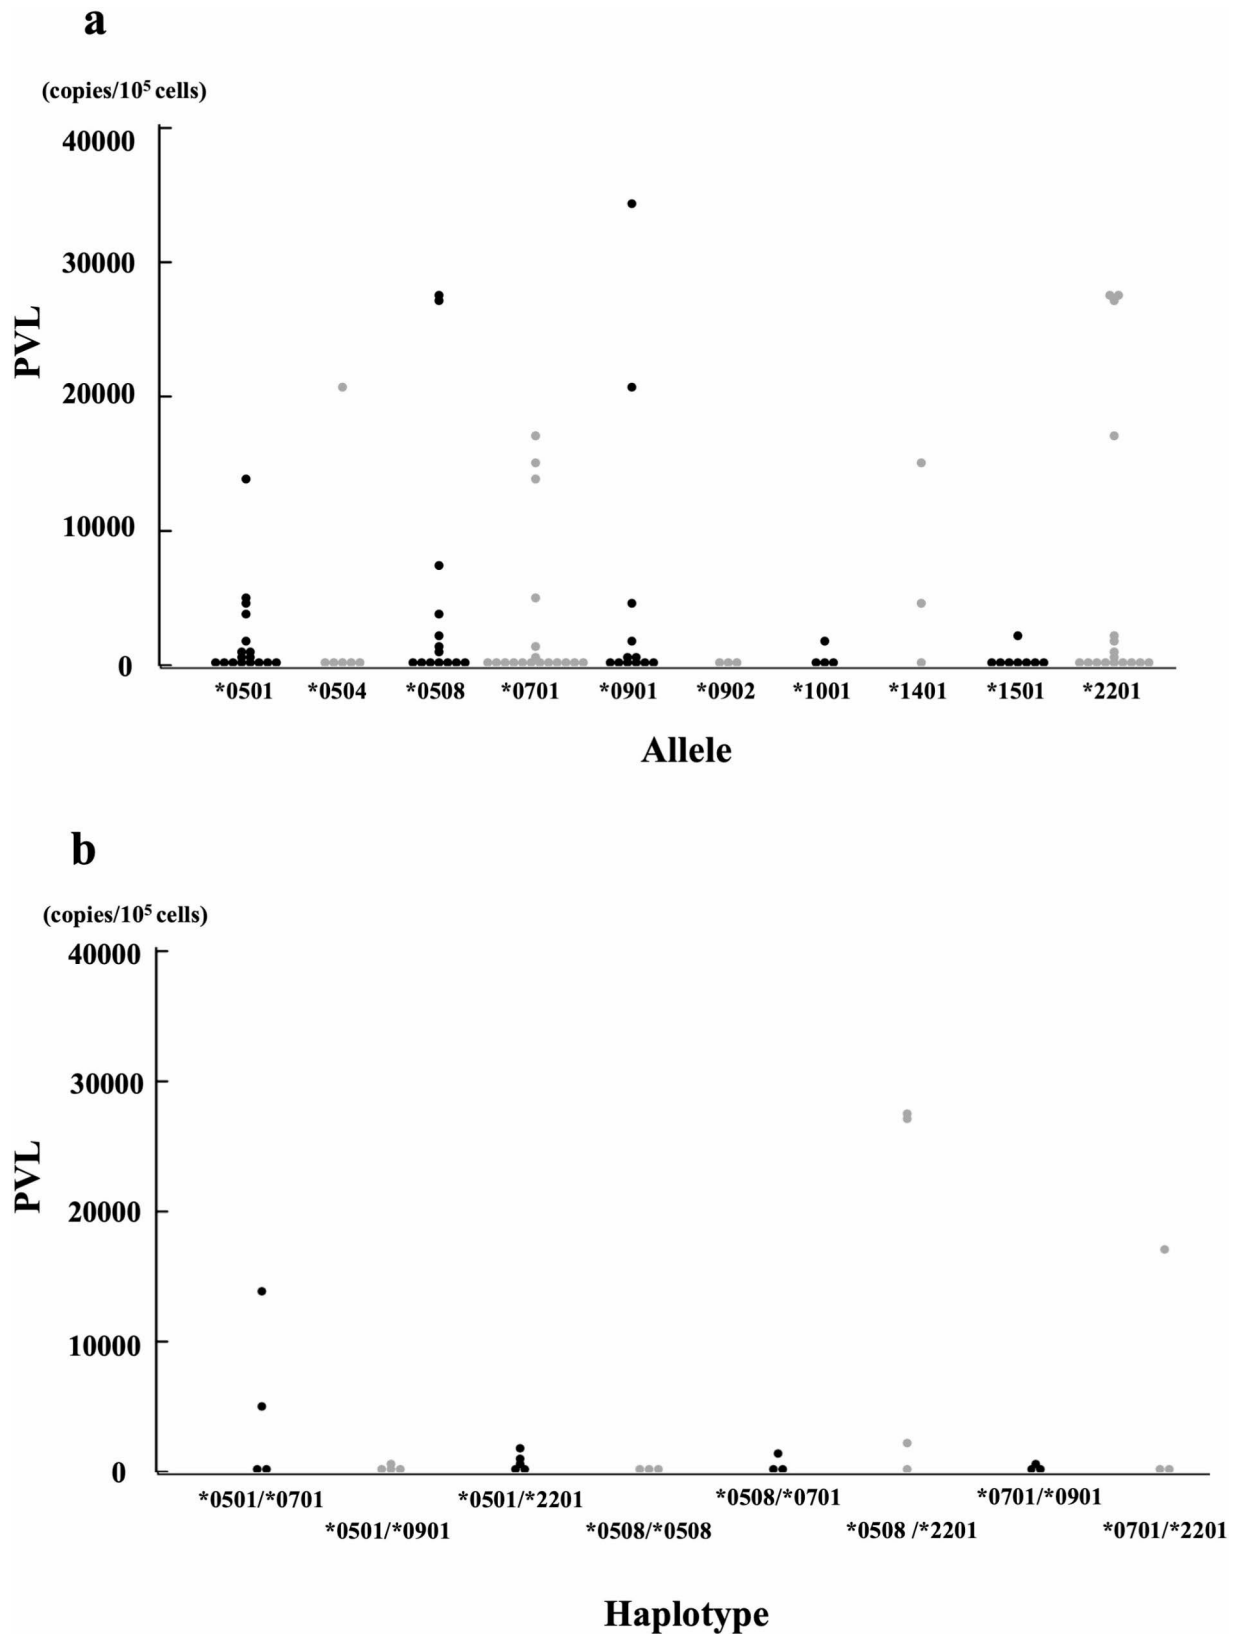 a
(copies/10⁵ cells)
40000
30000
20000
10000
0
PVL
*0501 *0504 *0508 *0701 *0901 *0902 *1001 *1401 *1501 *2201
Allele
b
(copies/10⁵ cells)
40000
30000
20000
10000
0
PVL
*0501/*0701 *0501/*2201 *0508/*0701 *0701/*0901
*0501/*0901 *0508/*0508 *0508 /*2201 *0701/*2201
Haplotype